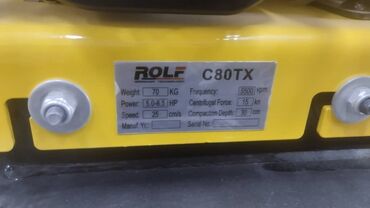 ROLF C80TX
Weight: 70 KG Frequency: 5500 rpm
Power: 5.0-6.5 HP Centrifugal Force: 15 kn
Speed: 25 cm/s Compaction Depth: 30 cm
Manuf. Yr.: Serial No.: